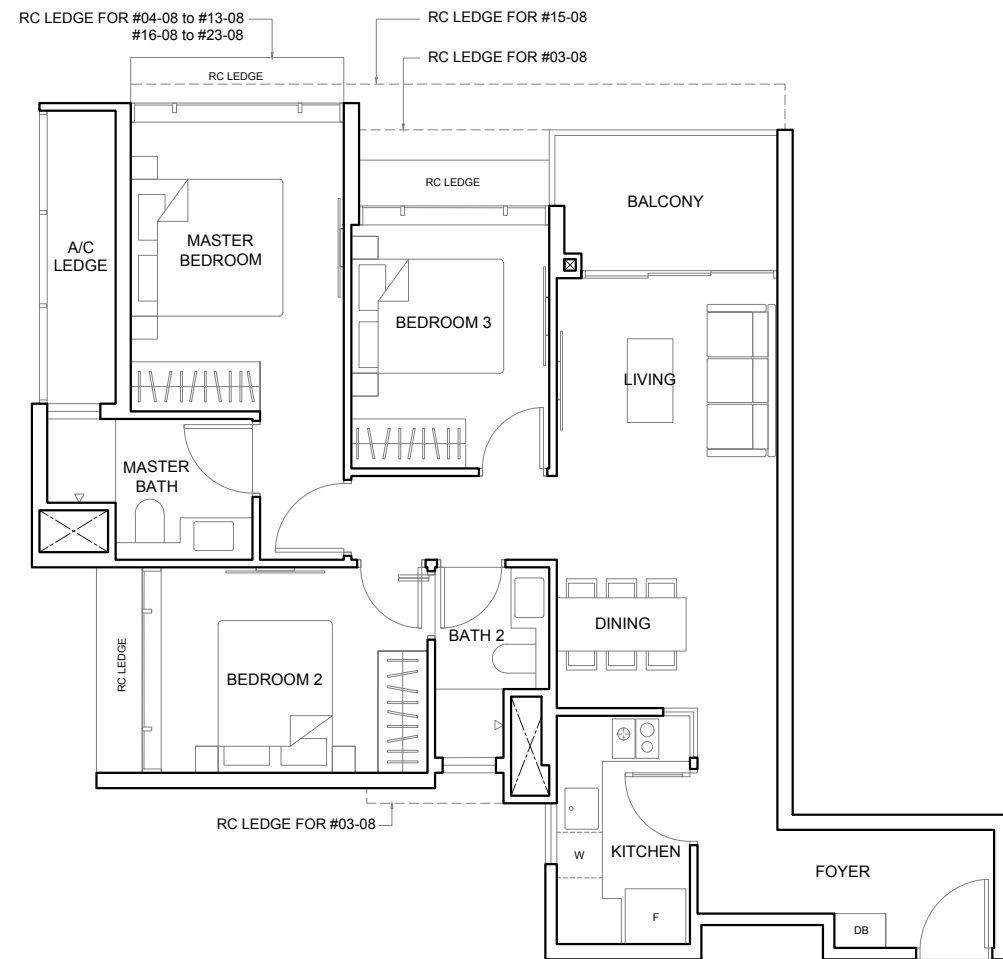 RC LEDGE FOR #04-08 to #13-08
#16-08 to #23-08
RC LEDGE FOR #15-08
RC LEDGE FOR #03-08
RC LEDGE
RC LEDGE
BALCONY
A/C
LEDGE
MASTER
BEDROOM
BEDROOM 3
LIVING
MASTER
BATH
DINING
BATH 2
RC LEDGE
BEDROOM 2
RC LEDGE FOR #03-08
W
KITCHEN
FOYER
F
DB